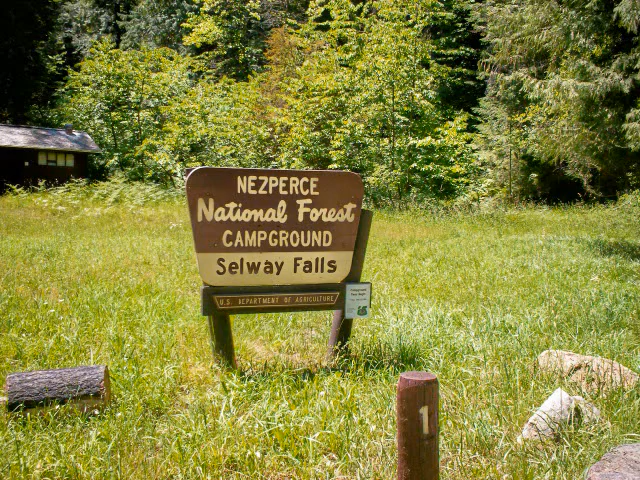 NEZPERCE
National Forest
CAMPGROUND
Selway Falls
U.S. DEPARTMENT OF AGRICULTURE
1